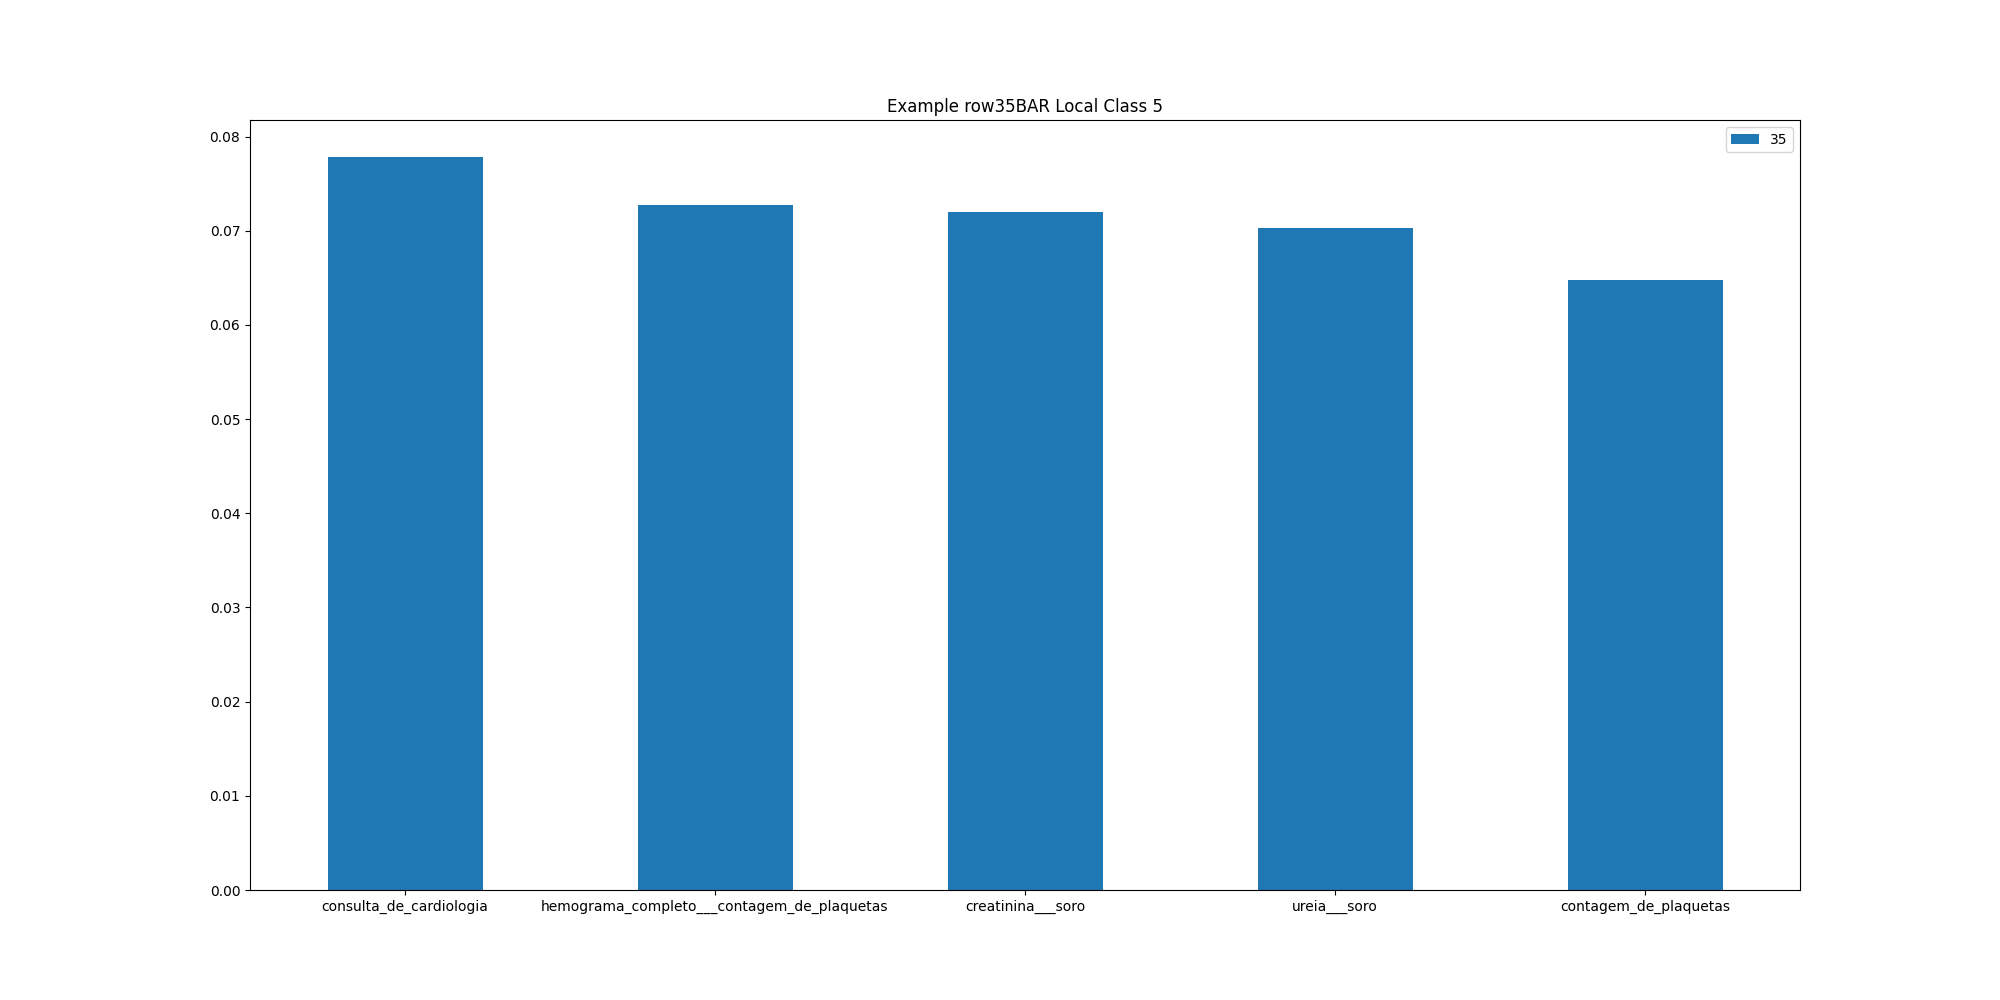 Example row35BAR Local Class 5
35
0.08
0.07
0.06
0.05
0.04
0.03
0.02
0.01
0.00
consulta_de_cardiologia
hemograma_completo___contagem_de_plaquetas
creatinina___soro
ureia___soro
contagem_de_plaquetas